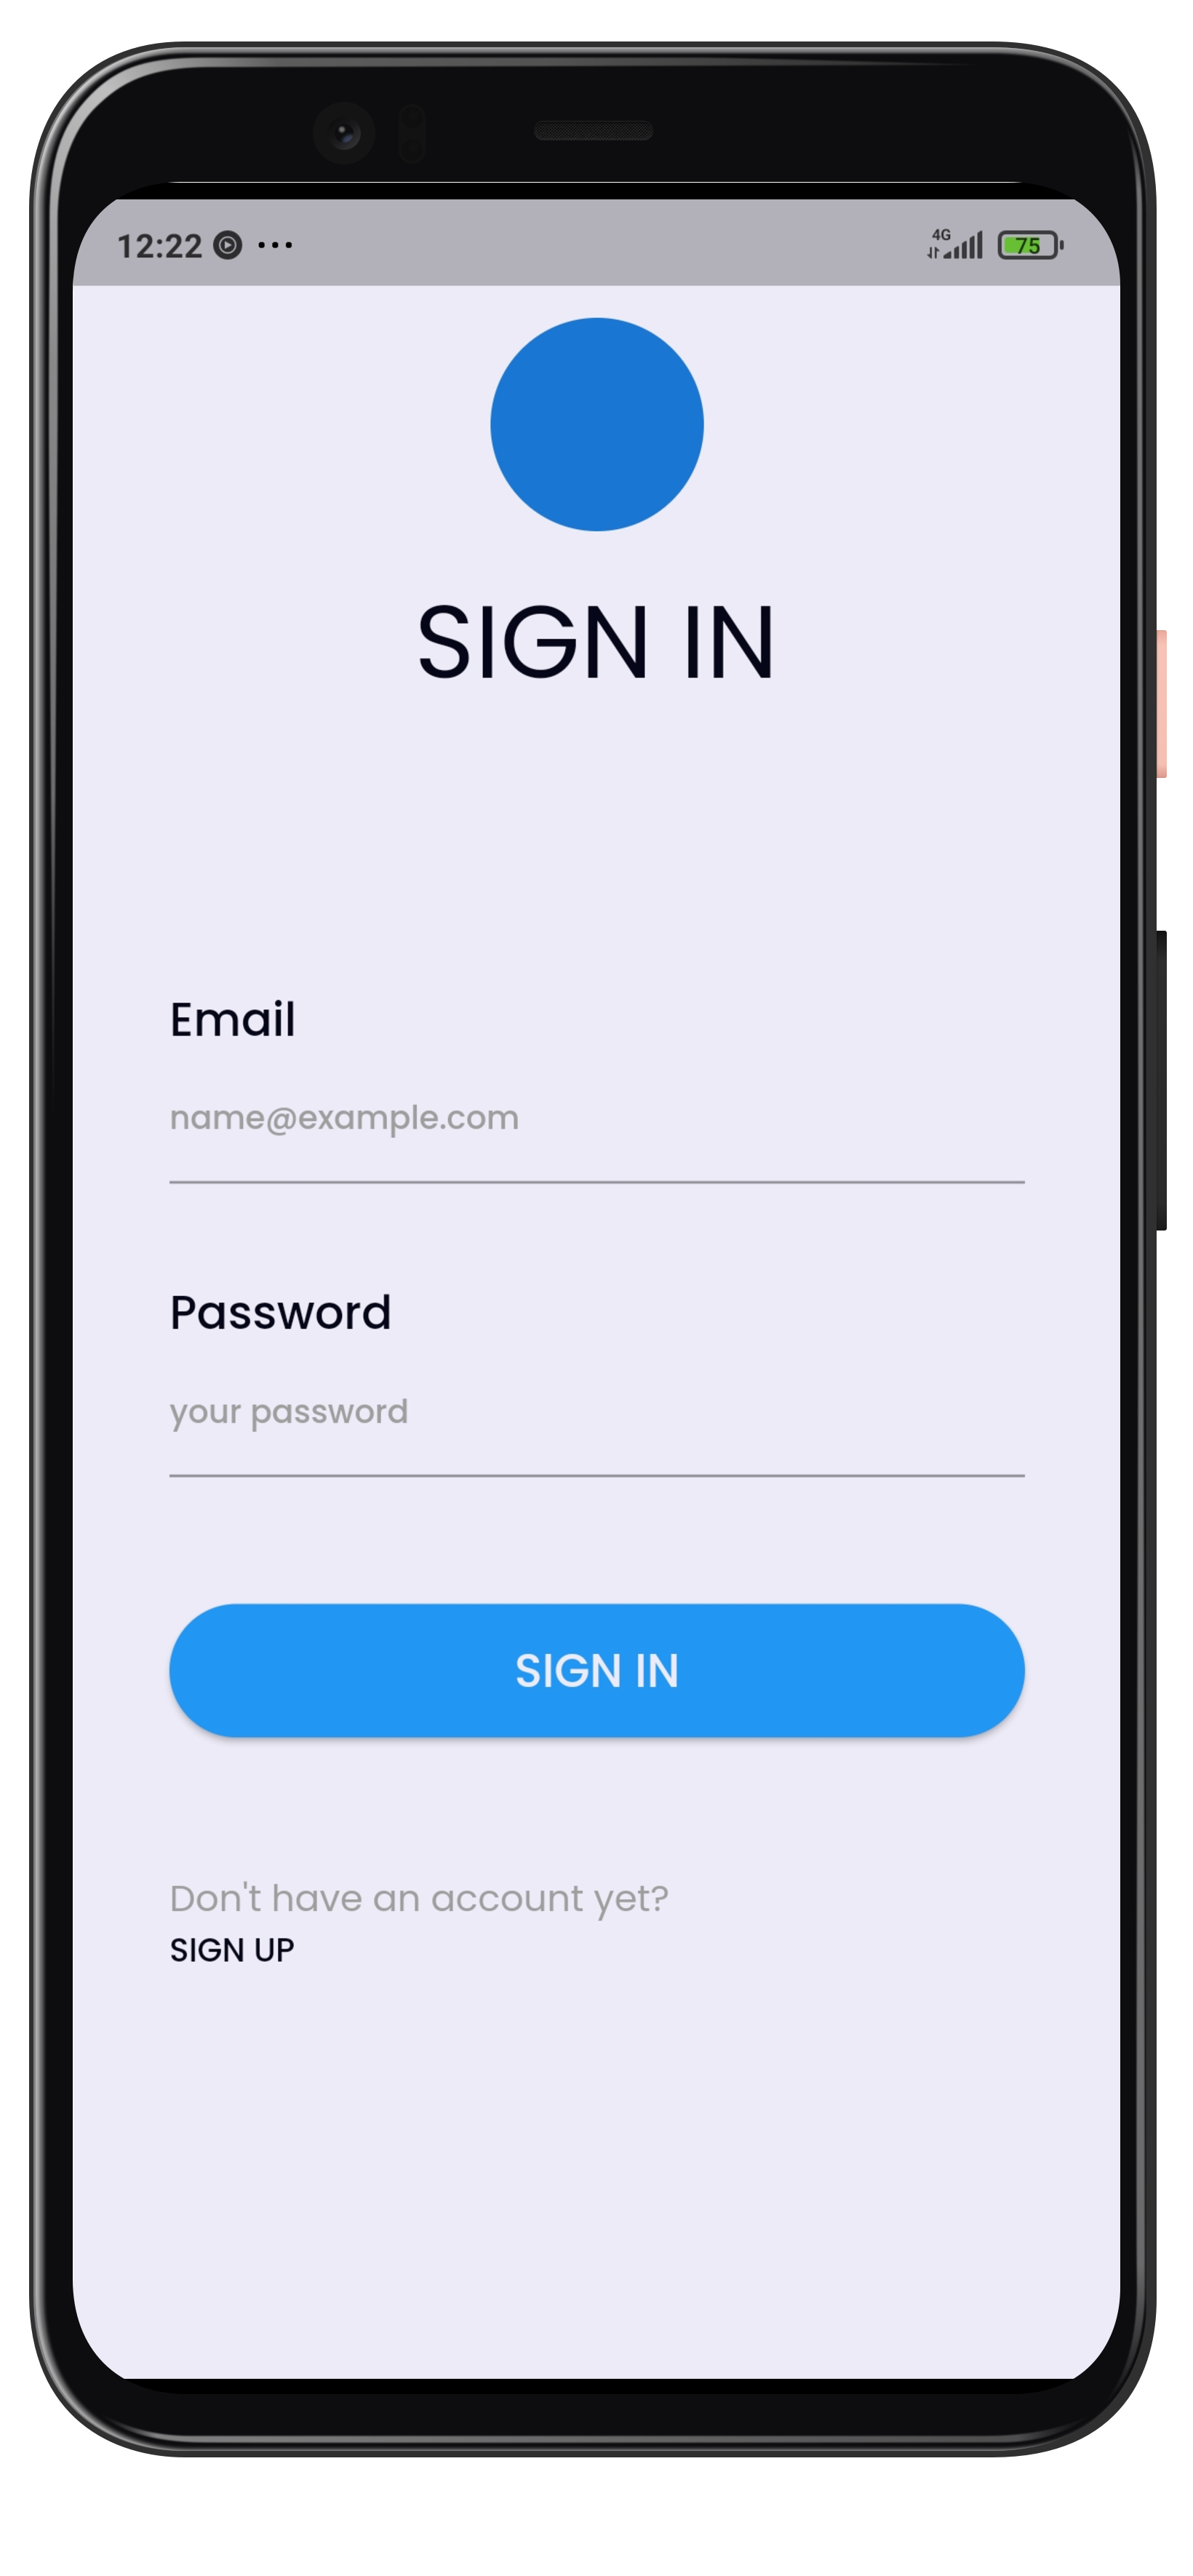 12:22 4G 75
SIGN IN
Email
name@example.com
Password
your password
SIGN IN
Don't have an account yet?
SIGN UP